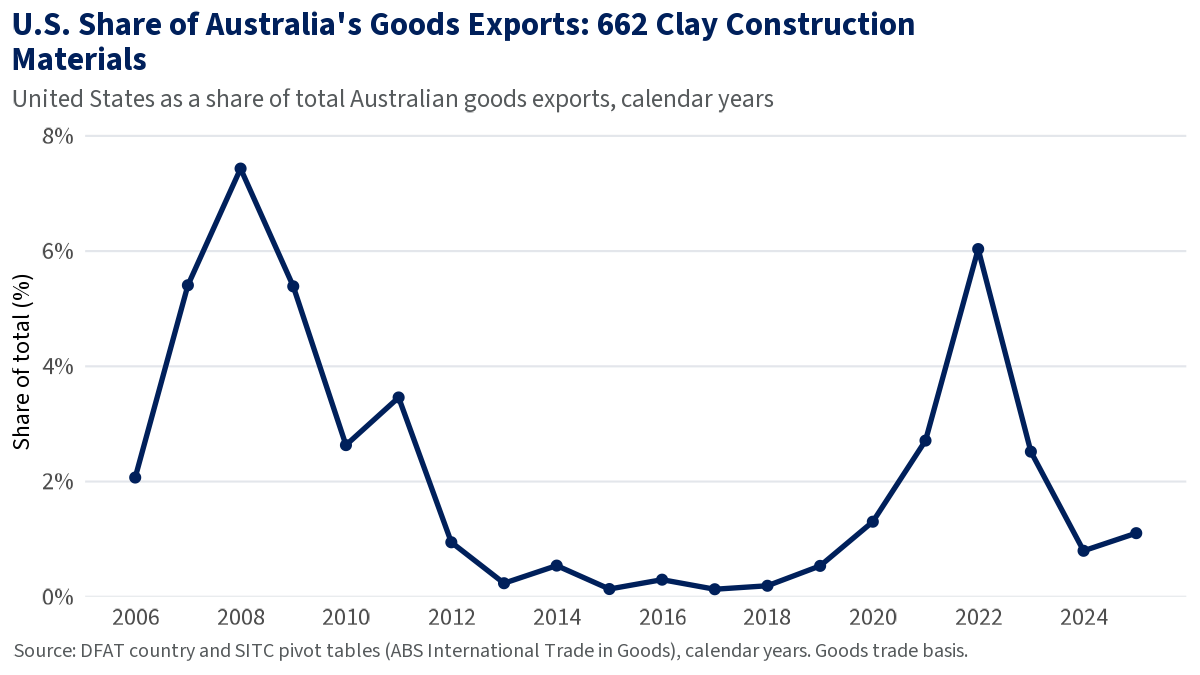 U.S. Share of Australia's Goods Exports: 662 Clay Construction
Materials
United States as a share of total Australian goods exports, calendar years
8%
6%
4%
2%
0%
Share of total (%)
2006 2008 2010 2012 2014 2016 2018 2020 2022 2024
Source: DFAT country and SITC pivot tables (ABS International Trade in Goods), calendar years. Goods trade basis.